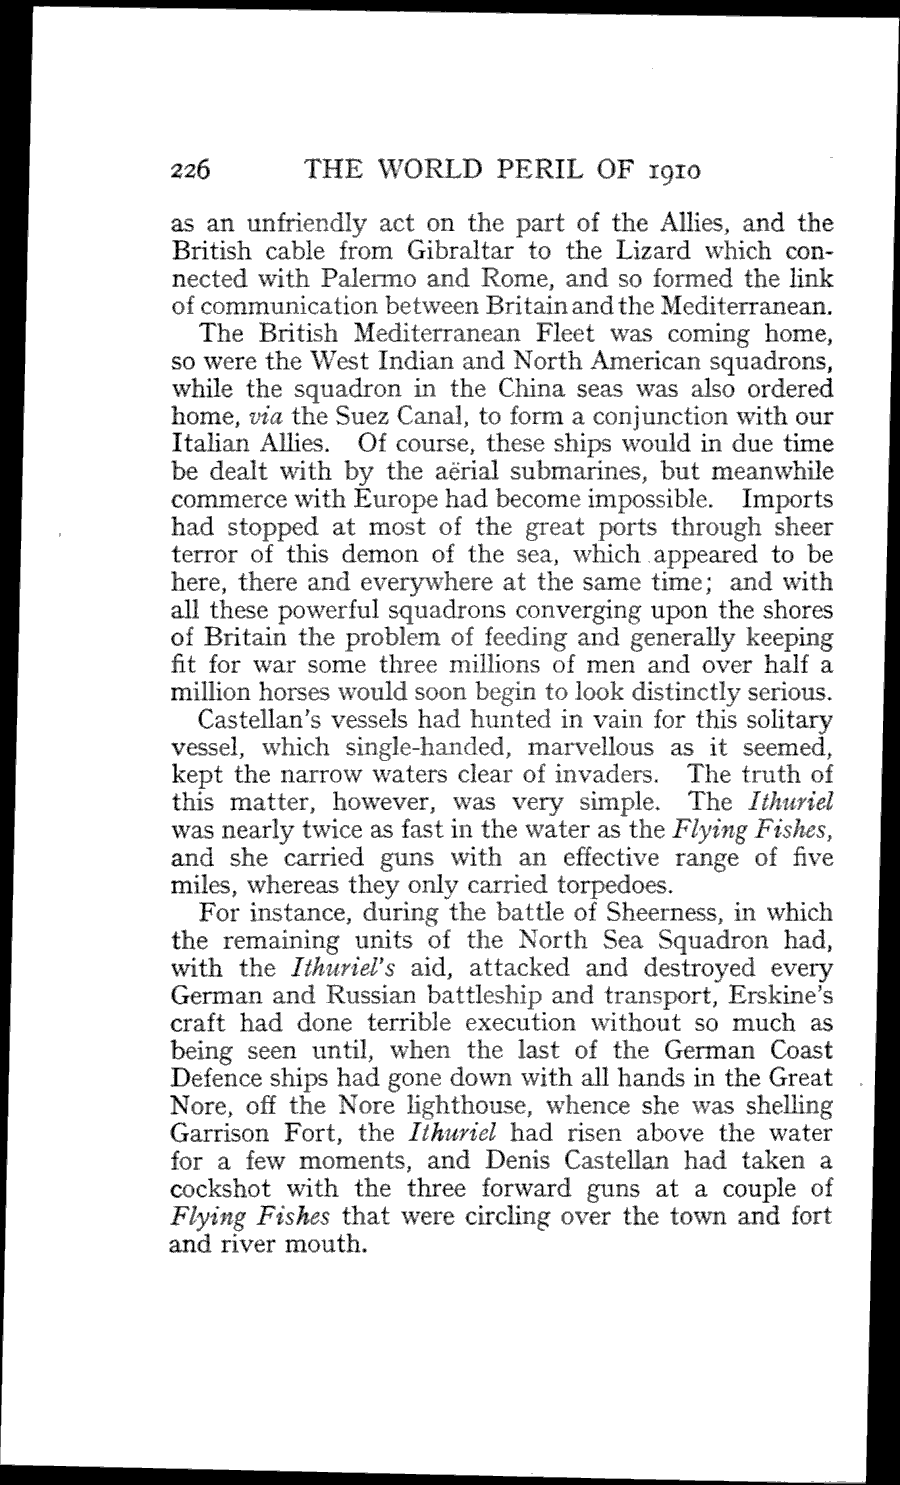 226 THE WORLD PERIL OF 1910
as an unfriendly act on the part of the Allies, and the
British cable from Gibraltar to the Lizard which con-
nected with Palermo and Rome, and so formed the link
of communication between Britain and the Mediterranean.
The British Mediterranean Fleet was coming home,
so were the West Indian and North American squadrons,
while the squadron in the China seas was also ordered
home, via the Suez Canal, to form a conjunction with our
Italian Allies. Of course, these ships would in due time
be dealt with by the aërial submarines, but meanwhile
commerce with Europe had become impossible. Imports
had stopped at most of the great ports through sheer
terror of this demon of the sea, which appeared to be
here, there and everywhere at the same time; and with
all these powerful squadrons converging upon the shores
of Britain the problem of feeding and generally keeping
fit for war some three millions of men and over half a
million horses would soon begin to look distinctly serious.
Castellan's vessels had hunted in vain for this solitary
vessel, which single-handed, marvellous as it seemed,
kept the narrow waters clear of invaders. The truth of
this matter, however, was very simple. The Ithuriel
was nearly twice as fast in the water as the Flying Fishes,
and she carried guns with an effective range of five
miles, whereas they only carried torpedoes.
For instance, during the battle of Sheerness, in which
the remaining units of the North Sea Squadron had,
with the Ithuriel's aid, attacked and destroyed every
German and Russian battleship and transport, Erskine's
craft had done terrible execution without so much as
being seen until, when the last of the German Coast
Defence ships had gone down with all hands in the Great
Nore, off the Nore lighthouse, whence she was shelling
Garrison Fort, the Ithuriel had risen above the water
for a few moments, and Denis Castellan had taken a
cockshot with the three forward guns at a couple of
Flying Fishes that were circling over the town and fort
and river mouth.